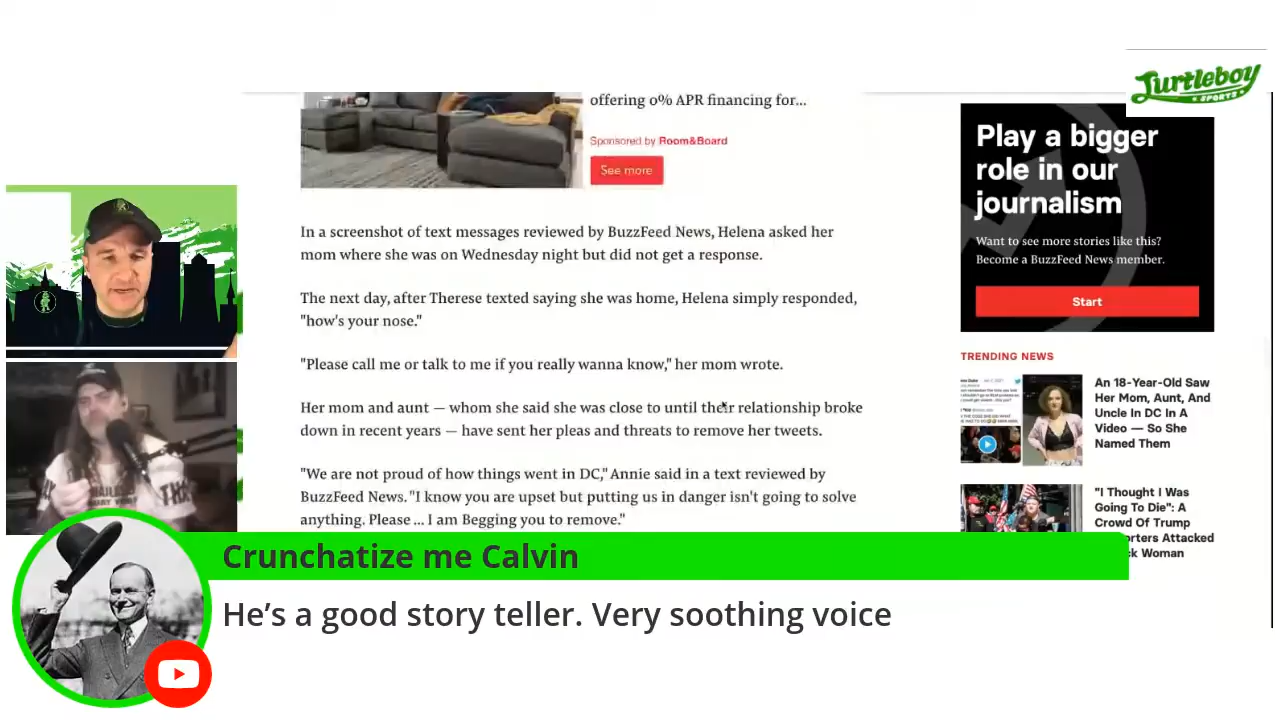 Turtleboy
SPORTS
offering 0% APR financing for...
Sponsored by Room&Board
See more
In a screenshot of text messages reviewed by BuzzFeed News, Helena asked her
mom where she was on Wednesday night but did not get a response.
The next day, after Therese texted saying she was home, Helena simply responded,
"how's your nose."
"Please call me or talk to me if you really wanna know," her mom wrote.
Her mom and aunt — whom she said she was close to until their relationship broke
down in recent years — have sent her pleas and threats to remove her tweets.
"We are not proud of how things went in DC," Annie said in a text reviewed by
BuzzFeed News. "I know you are upset but putting us in danger isn't going to solve
anything. Please ... I am Begging you to remove."
Play a bigger
role in our
journalism
Want to see more stories like this?
Become a BuzzFeed News member.
Start
TRENDING NEWS
An 18-Year-Old Saw
Her Mom, Aunt, And
Uncle In DC In A
Video — So She
Named Them
"I Thought I Was
Going To Die": A
Crowd Of Trump
orters Attacked
ck Woman
Crunchatize me Calvin
He's a good story teller. Very soothing voice